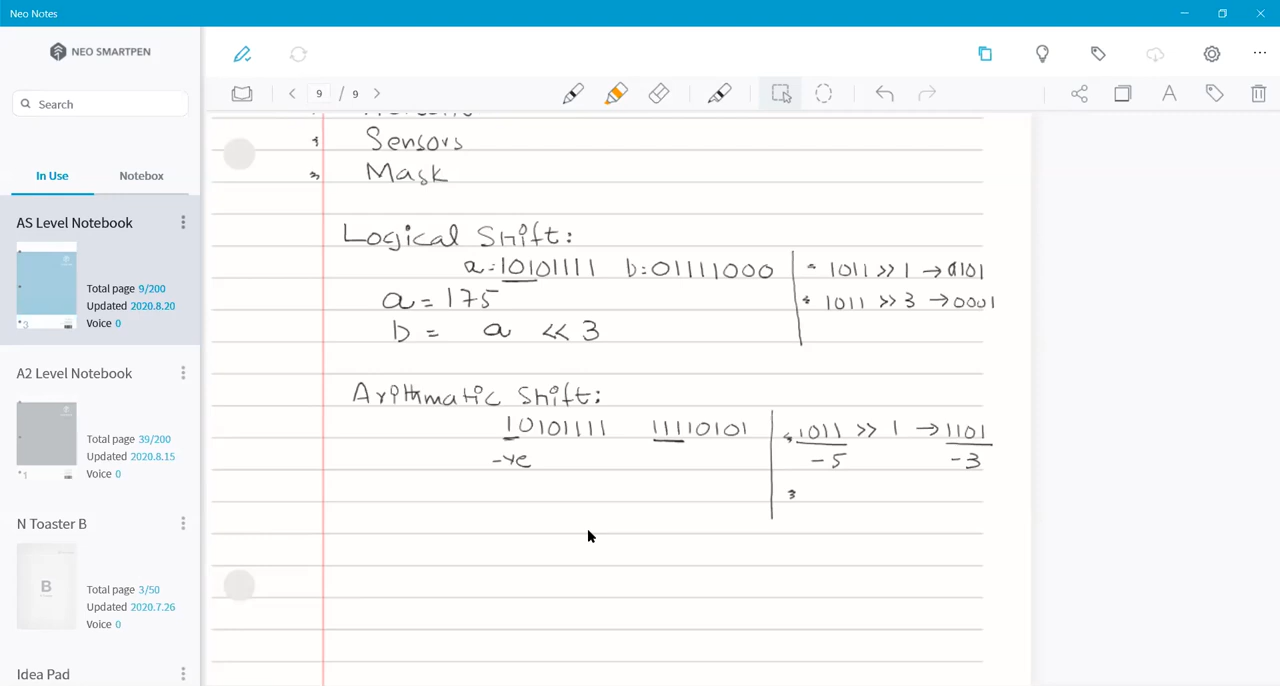 Neo Notes
NEO SMARTPEN
Search
In Use
Notebox
AS Level Notebook
Total page 9/200
Updated 2020.8.20
Voice 0
A2 Level Notebook
Total page 39/200
Updated 2020.8.15
Voice 0
N Toaster B
B
Total page 3/50
Updated 2020.7.26
Voice 0
Idea Pad
9 / 9
Sensors
Mask
Logical Shift:
a=10101111 b=01111000
a = 175
b = a << 3
1011 >> 1 → 0101
1011 >> 3 → 0001
Arithmatic Shift:
10101111 11110101
-ve
1011 >> 1 → 1101
-5 -3